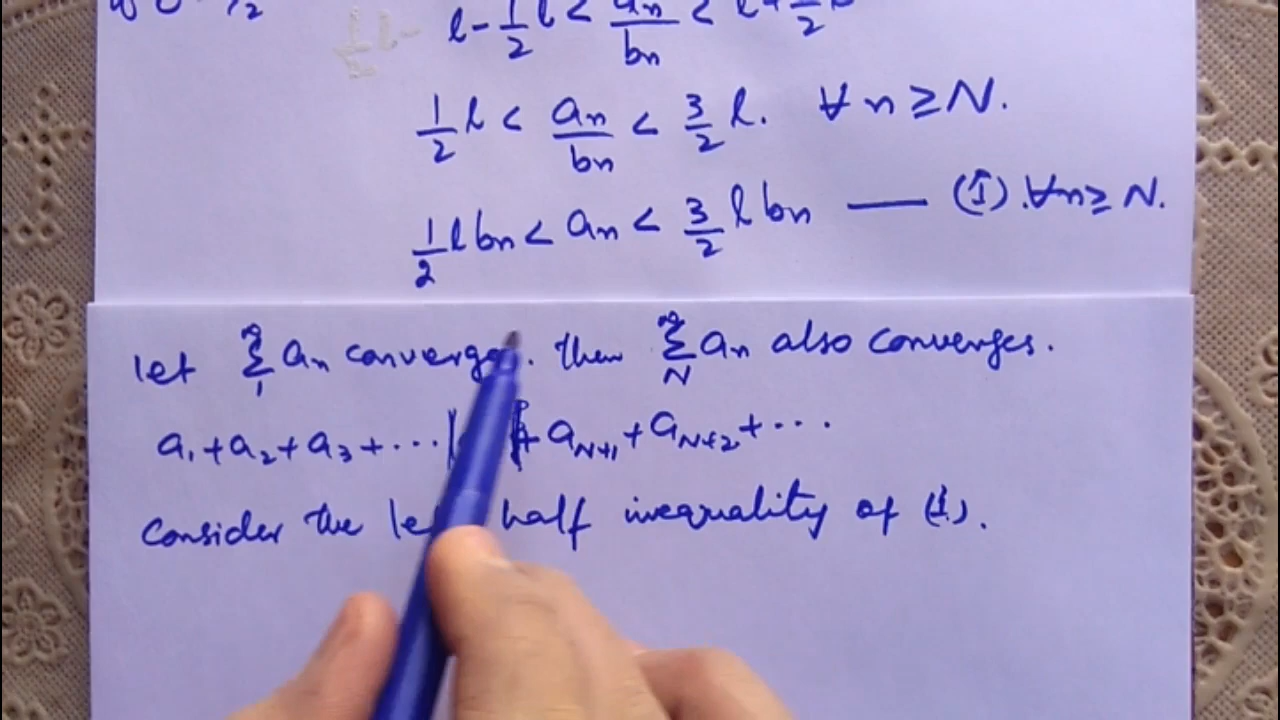 l - 1/2 l < an/bn < l + 1/2
1/2 l < an/bn < 3/2 l. ∀ n ≥ N.
1/2 l bn < an < 3/2 l bn —— (1). ∀n ≥ N.
Let ∞Σ1 an converges. Then ∞ΣN an also converges.
a1 + a2 + a3 + ... + aN+1 + aN+2 + ...
Consider the half inequality of (1).